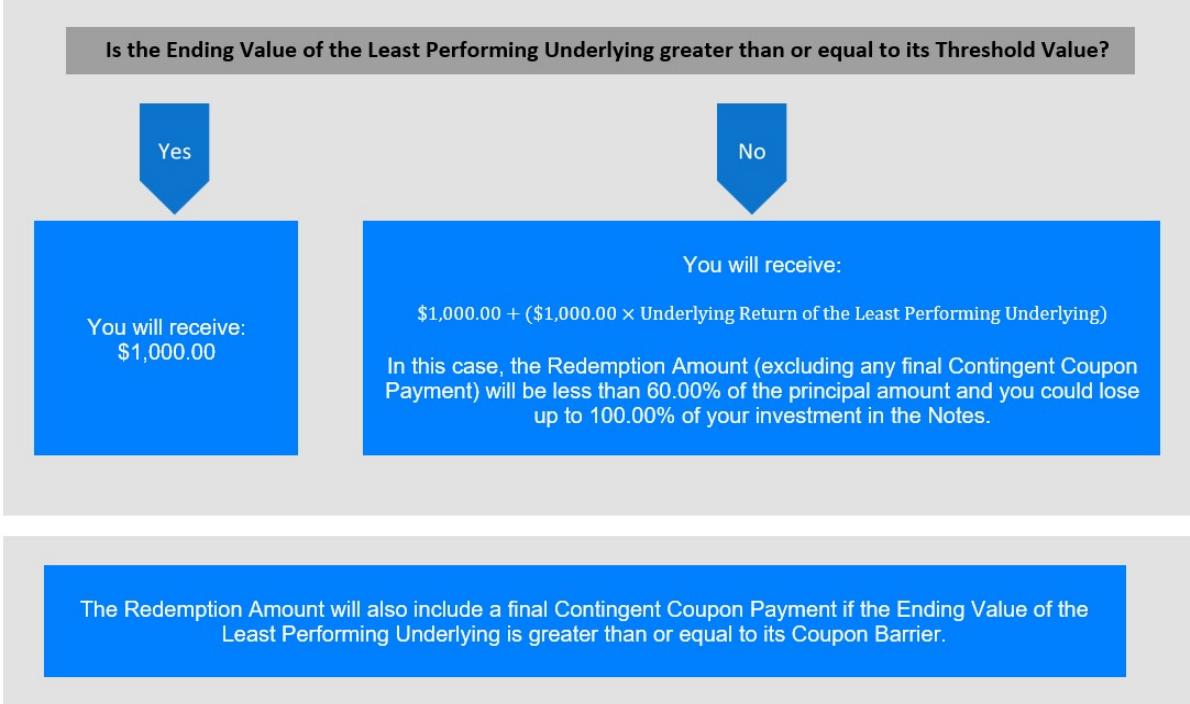 Is the Ending Value of the Least Performing Underlying greater than or equal to its Threshold Value?
Yes
No
You will receive:
$1,000.00
You will receive:
$1,000.00 + ($1,000.00 × Underlying Return of the Least Performing Underlying)
In this case, the Redemption Amount (excluding any final Contingent Coupon
Payment) will be less than 60.00% of the principal amount and you could lose
up to 100.00% of your investment in the Notes.
The Redemption Amount will also include a final Contingent Coupon Payment if the Ending Value of the
Least Performing Underlying is greater than or equal to its Coupon Barrier.